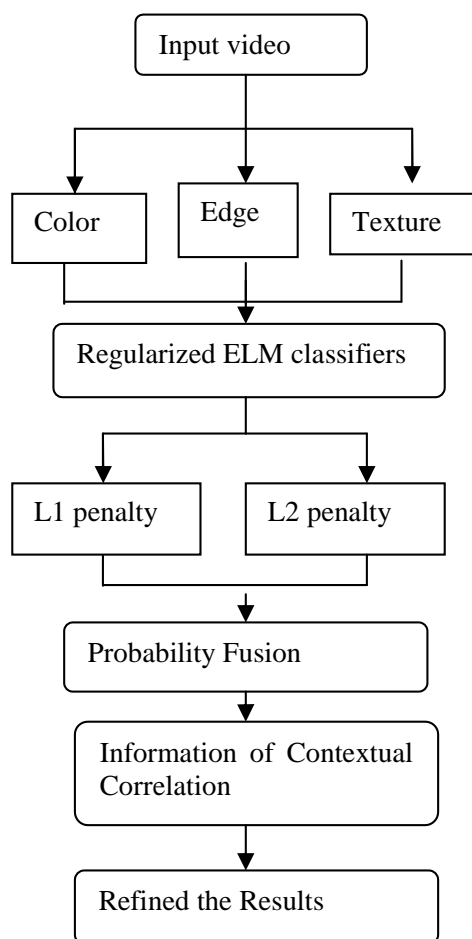 Input video
Color
Edge
Texture
Regularized ELM classifiers
L1 penalty
L2 penalty
Probability Fusion
Information of Contextual
Correlation
Refined the Results